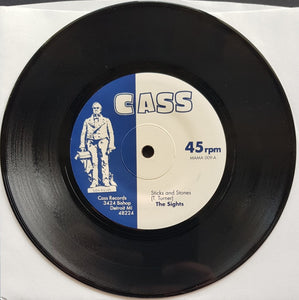 CASS
45 rpm
MAMA 009-A
Sticks and Stones
(T. Turner)
The Sights
Cass Records
3424 Bishop
Detroit MI
48224